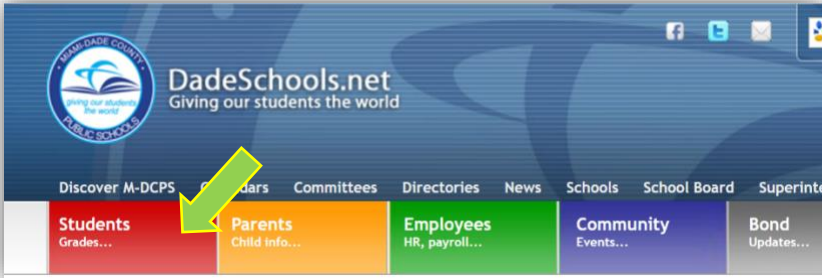 MIAMI-DADE COUNTY
giving our students
the world
PUBLIC SCHOOLS
DadeSchools.net
Giving our students the world
Discover M-DCPS
Committees
Directories
News
Schools
School Board
Students
Grades...
Parents
Child info...
Employees
HR, payroll...
Community
Events...
Bond
Updates...